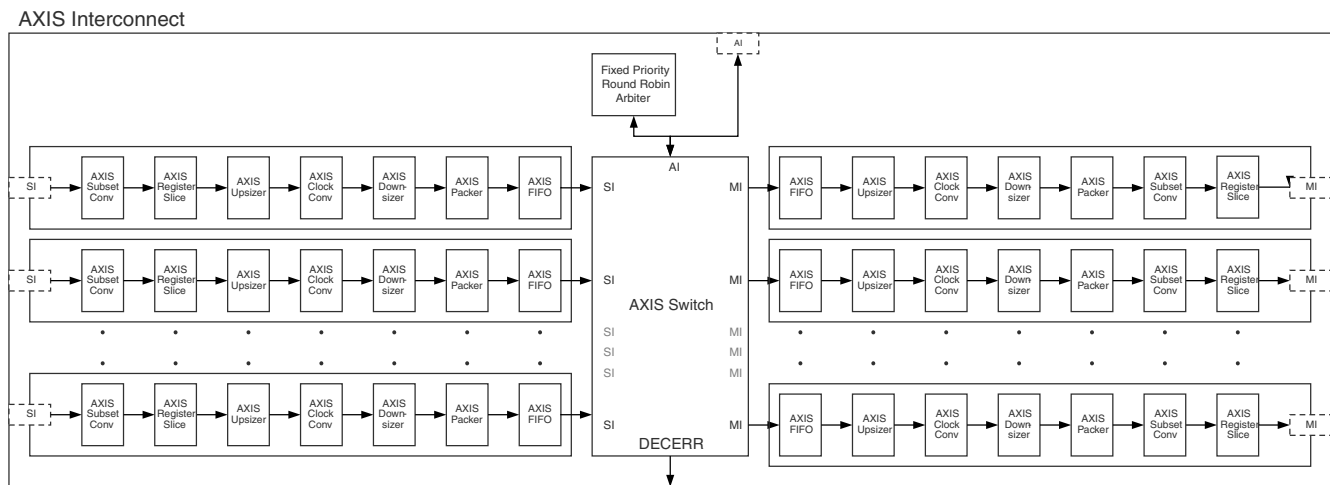 AXIS Interconnect
AI
Fixed Priority
Round Robin
Arbiter
AI
SI
AXIS
Subset
Conv
AXIS
Register
Slice
AXIS
Upsizer
AXIS
Clock
Conv
AXIS
Down-
sizer
AXIS
Packer
AXIS
FIFO
SI
MI
AXIS
FIFO
AXIS
Upsizer
AXIS
Clock
Conv
AXIS
Down-
sizer
AXIS
Packer
AXIS
Subset
Conv
AXIS
Register
Slice
MI
SI
AXIS
Subset
Conv
AXIS
Register
Slice
AXIS
Upsizer
AXIS
Clock
Conv
AXIS
Down-
sizer
AXIS
Packer
AXIS
FIFO
SI
MI
AXIS
FIFO
AXIS
Upsizer
AXIS
Clock
Conv
AXIS
Down-
sizer
AXIS
Packer
AXIS
Subset
Conv
AXIS
Register
Slice
MI
AXIS Switch
SI
MI
SI
MI
SI
MI
SI
AXIS
Subset
Conv
AXIS
Register
Slice
AXIS
Upsizer
AXIS
Clock
Conv
AXIS
Down-
sizer
AXIS
Packer
AXIS
FIFO
SI
MI
AXIS
FIFO
AXIS
Upsizer
AXIS
Clock
Conv
AXIS
Down-
sizer
AXIS
Packer
AXIS
Subset
Conv
AXIS
Register
Slice
MI
DECERR